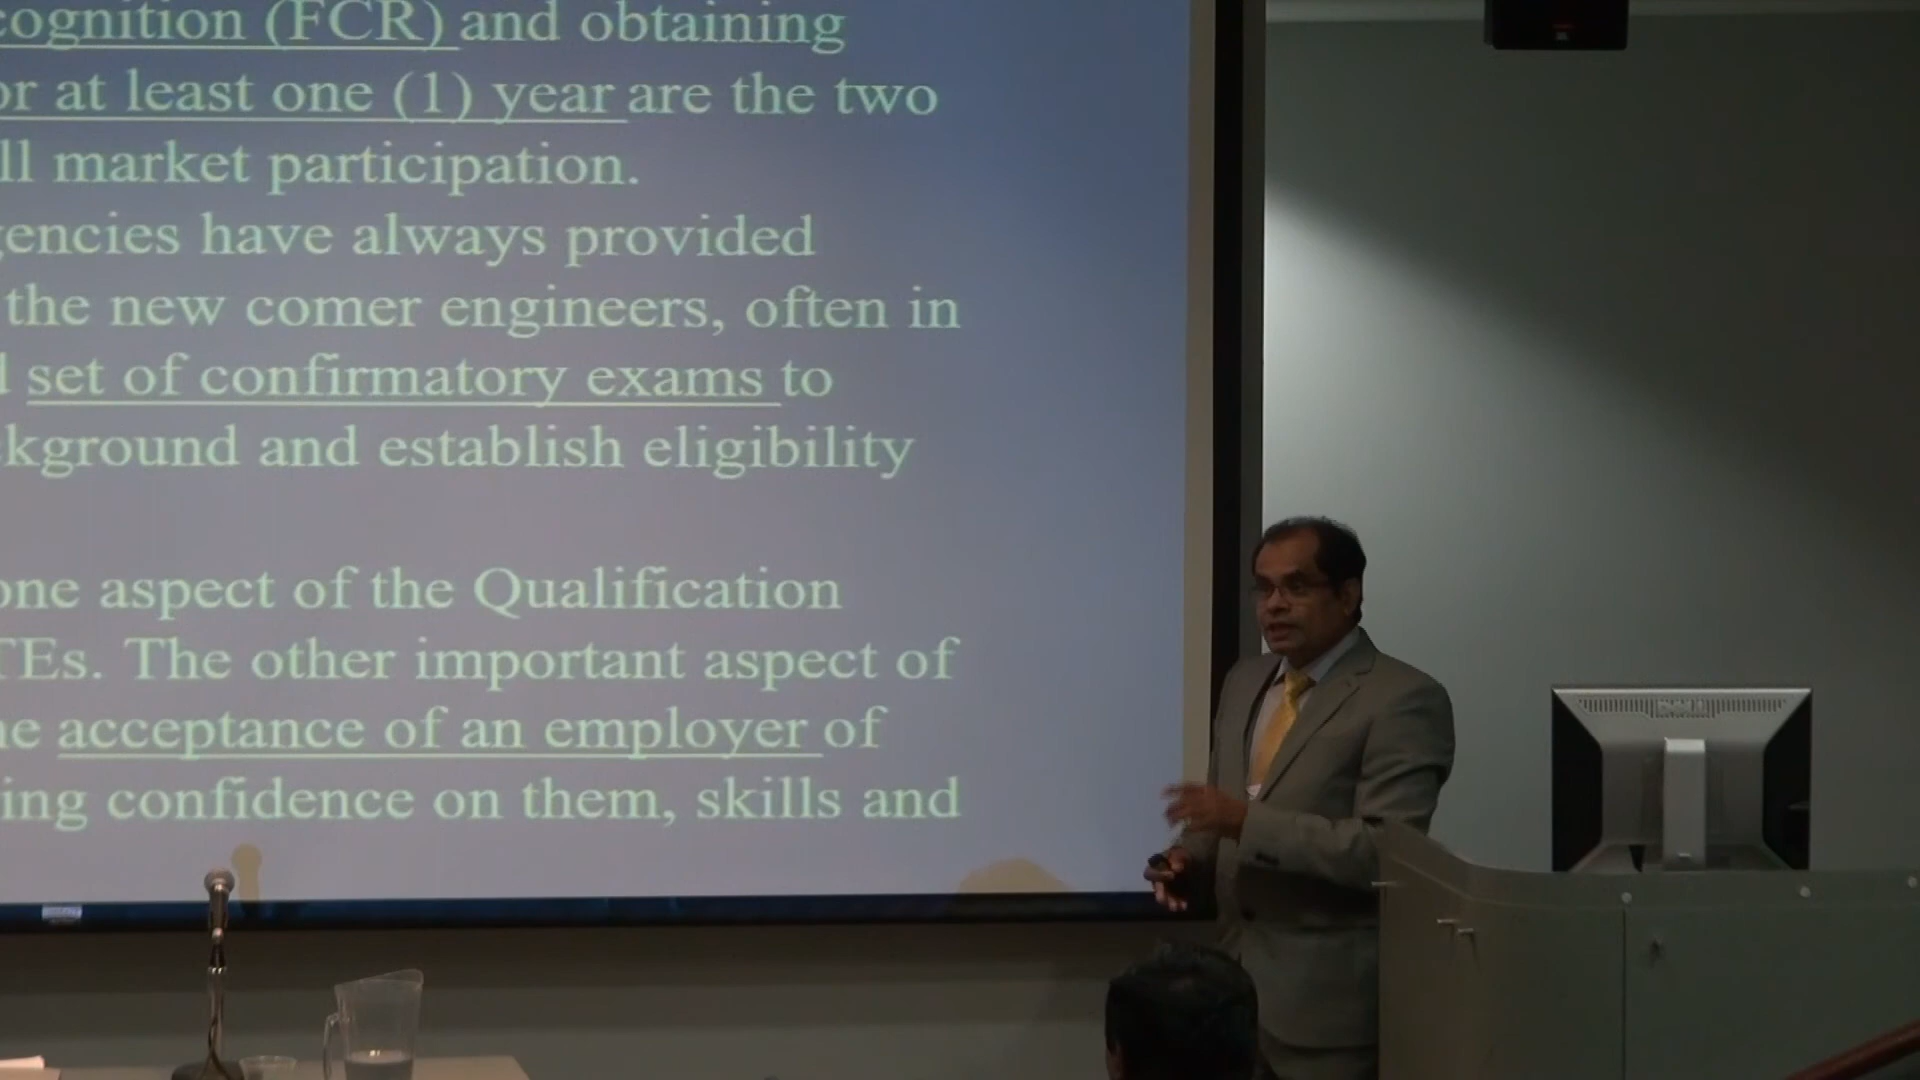 cognition (FCR) and obtaining
or at least one (1) year are the two
ll market participation.
gencies have always provided
the new comer engineers, often in
d set of confirmatory exams to
kground and establish eligibility
one aspect of the Qualification
TEs. The other important aspect of
he acceptance of an employer of
ing confidence on them, skills and